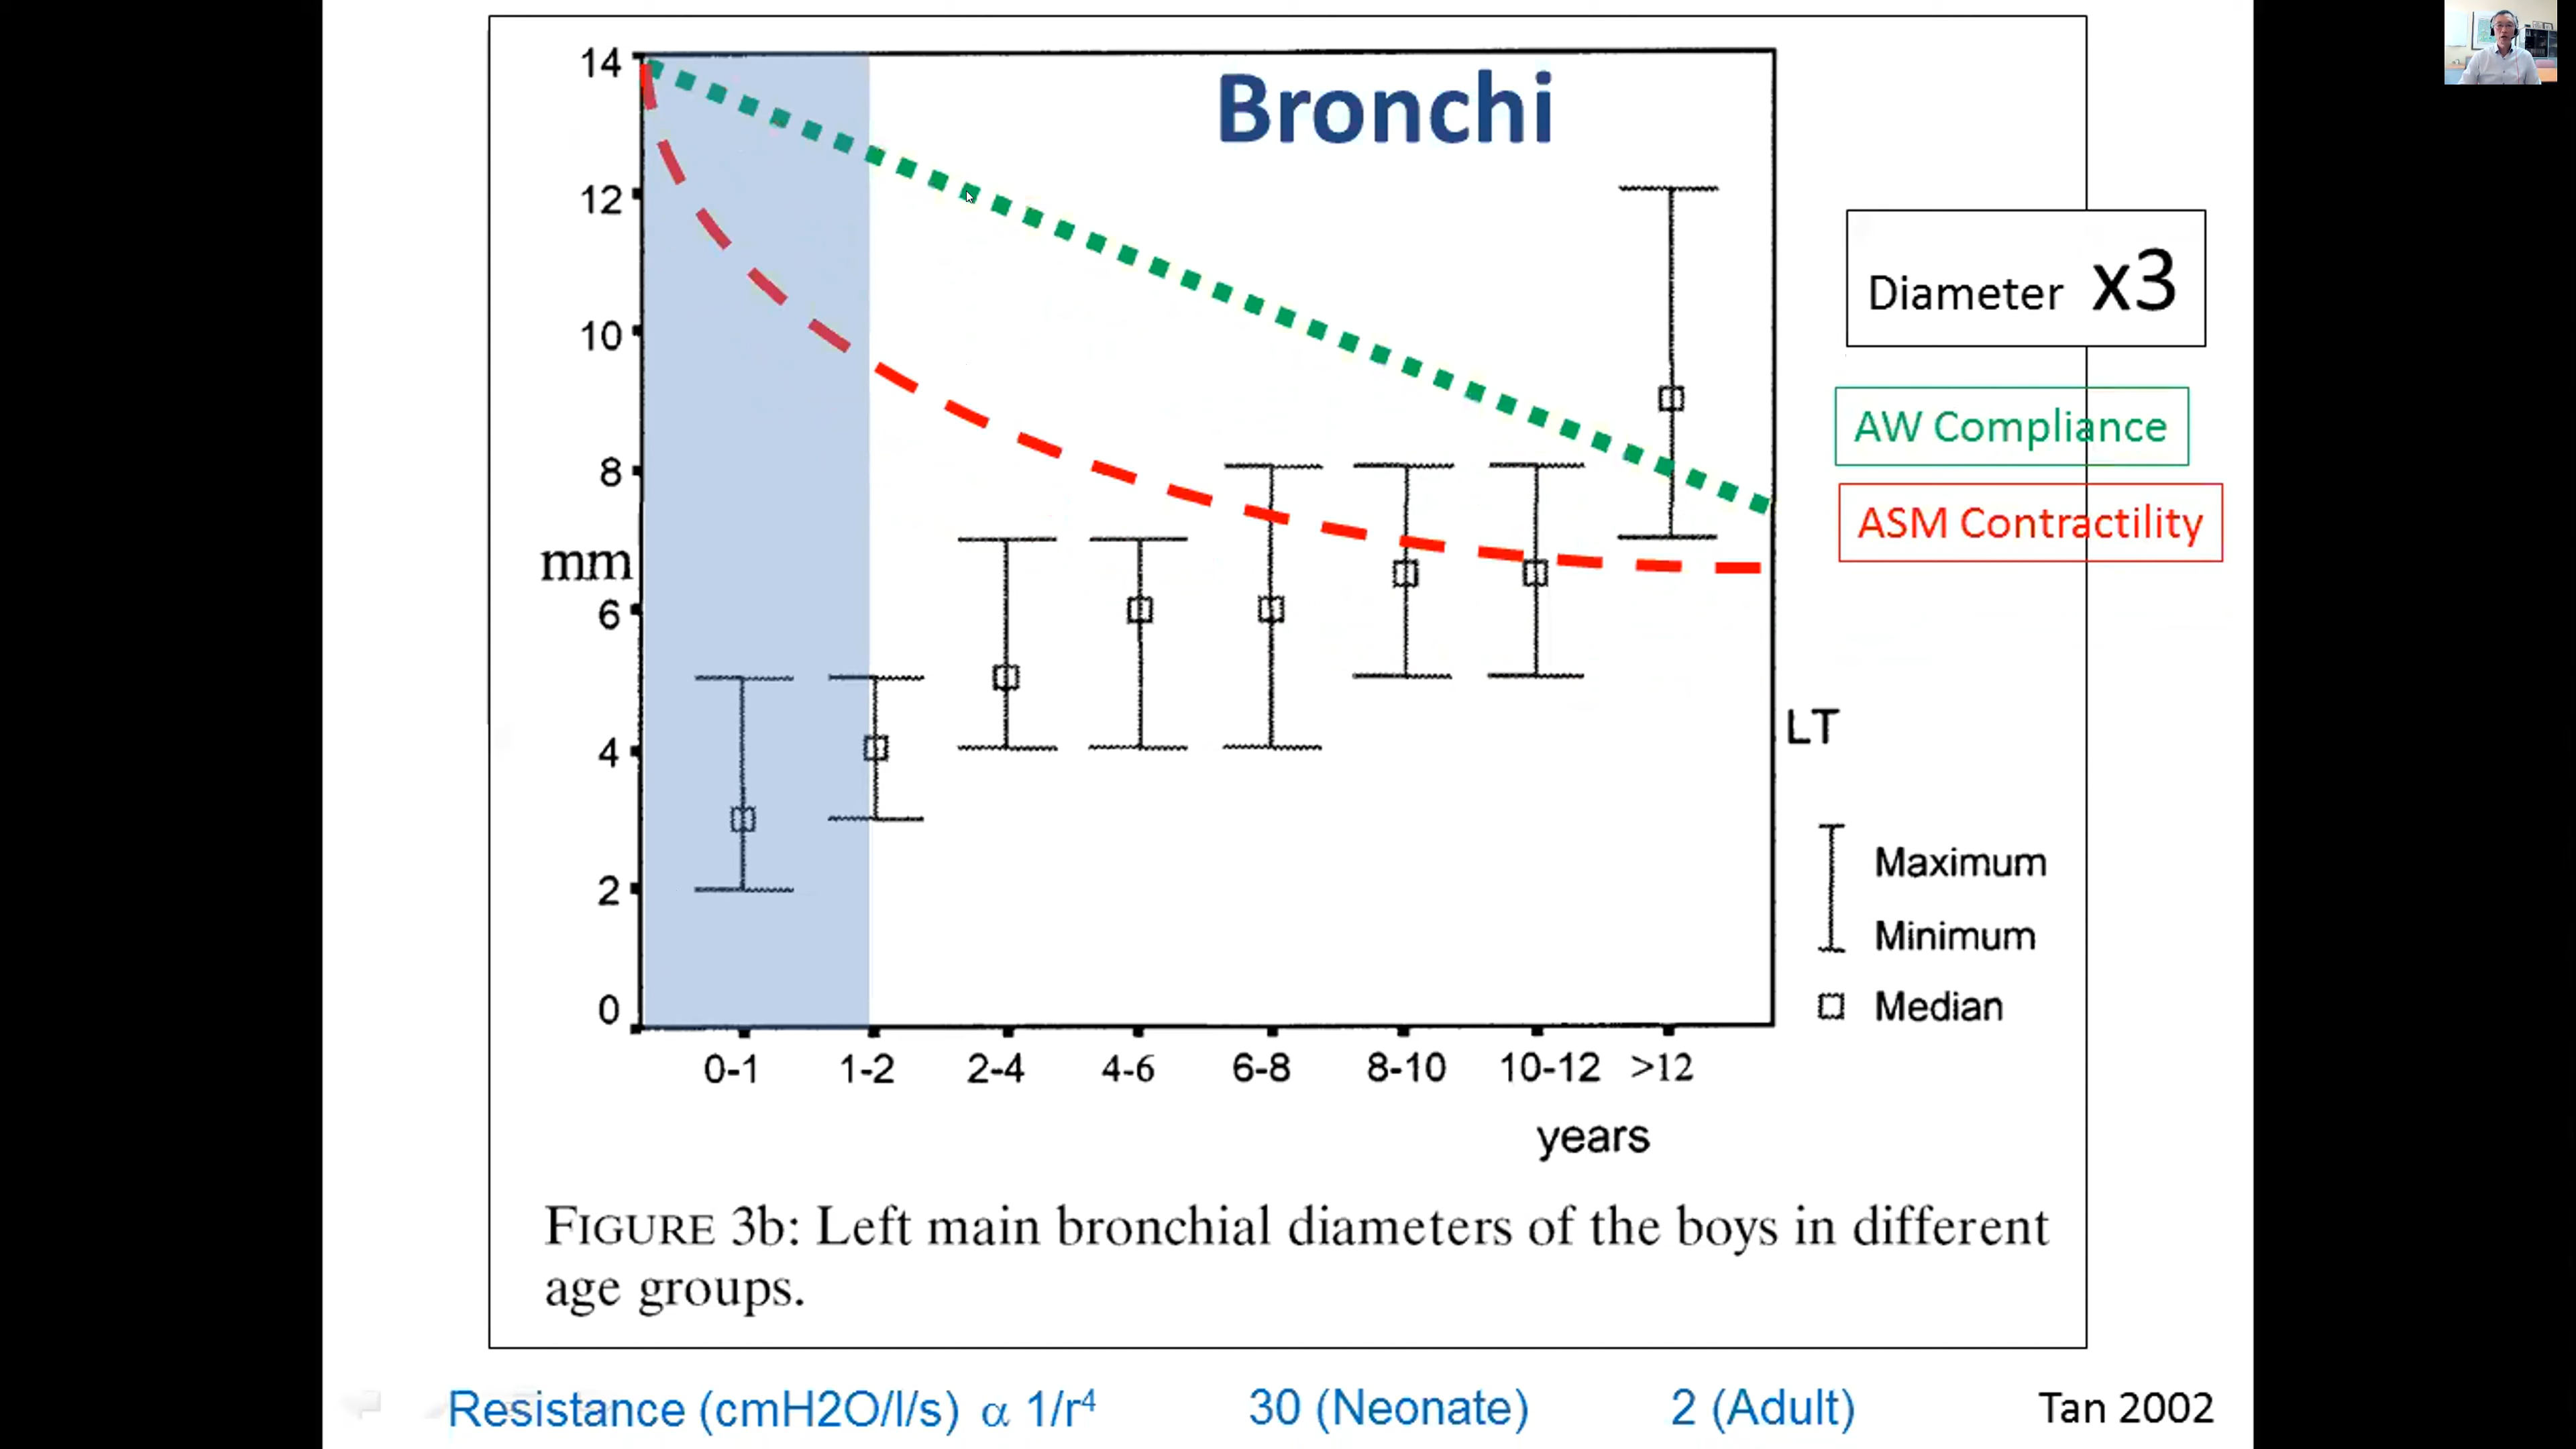 Bronchi
14
12
10
8
mm
6
4
2
0
0-1 1-2 2-4 4-6 6-8 8-10 10-12 >12
years
Diameter x3
AW Compliance
ASM Contractility
LT
Maximum
Minimum
Median
FIGURE 3b: Left main bronchial diameters of the boys in different
age groups.
Resistance (cmH2O/l/s) α 1/r⁴ 30 (Neonate) 2 (Adult) Tan 2002